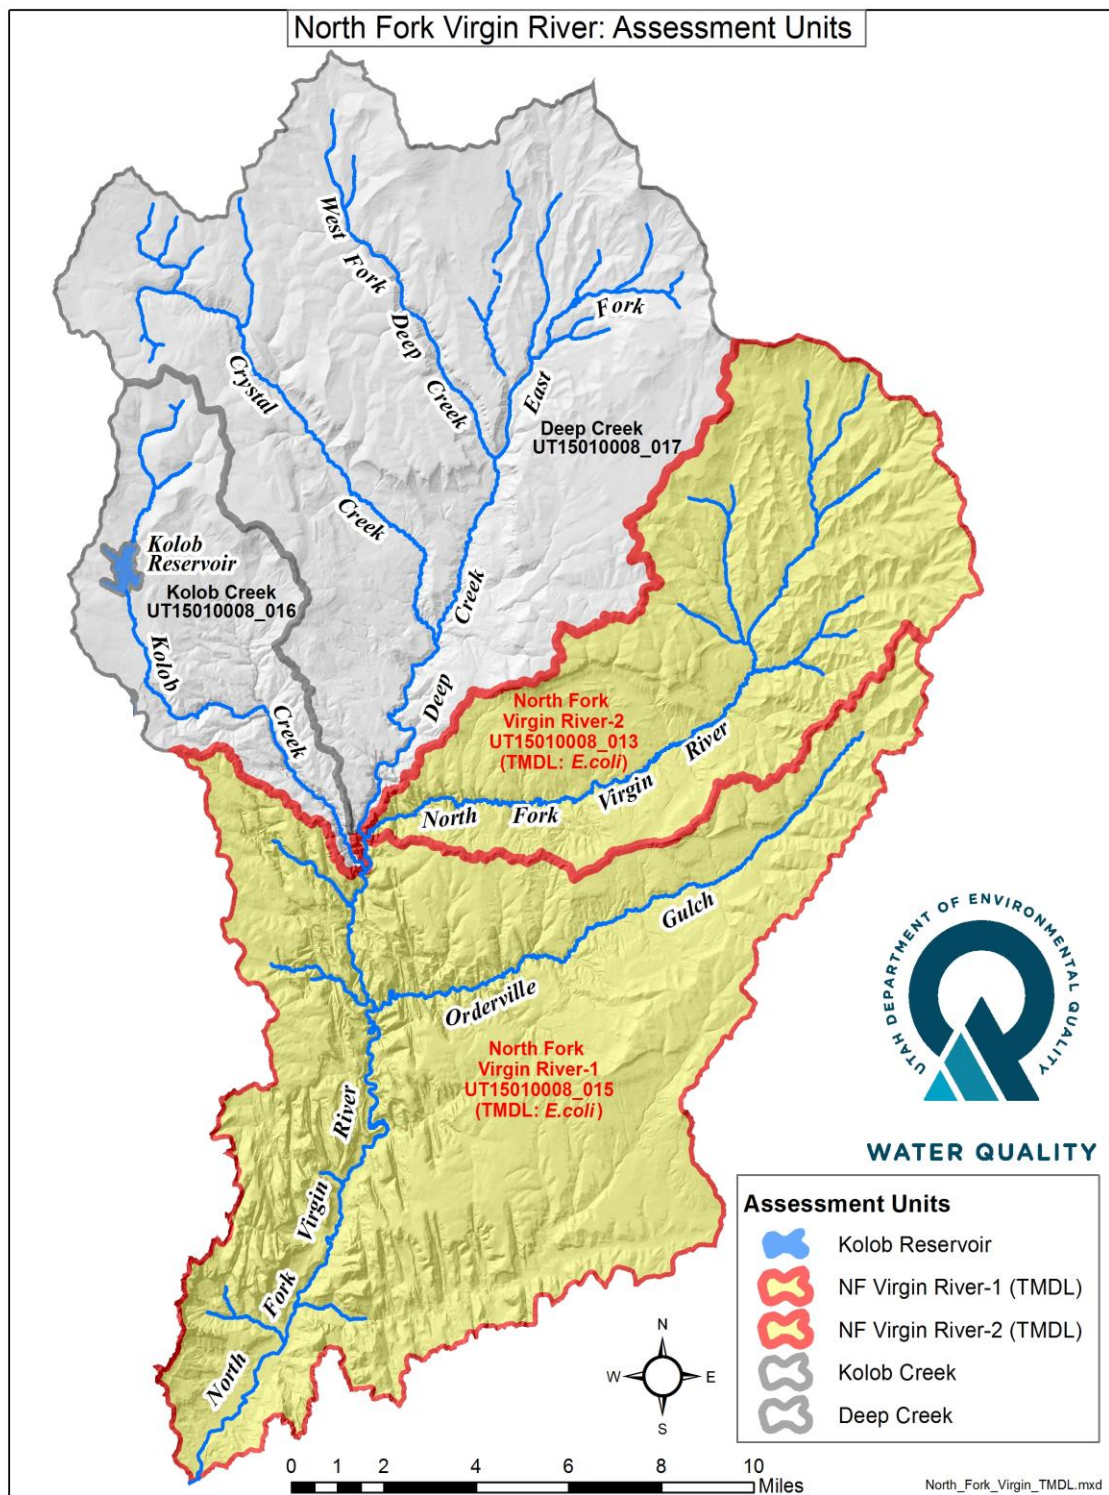 North Fork Virgin River: Assessment Units
West Fork Deep Creek
East Fork
Crystal Creek
Deep Creek
UT15010008_017
Kolob
Reservoir
Kolob Creek
UT15010008_016
Kolob Creek
Deep Creek
North Fork
Virgin River-2
UT15010008_013
(TMDL: E.coli)
North Fork Virgin River
Orderville Gulch
North Fork
Virgin River-1
UT15010008_015
(TMDL: E.coli)
North Fork Virgin River
UTAH DEPARTMENT OF ENVIRONMENTAL QUALITY
WATER QUALITY
Assessment Units
Kolob Reservoir
NF Virgin River-1 (TMDL)
NF Virgin River-2 (TMDL)
Kolob Creek
Deep Creek
N
W E
S
0 1 2 4 6 8 10
Miles
North_Fork_Virgin_TMDL.mxd